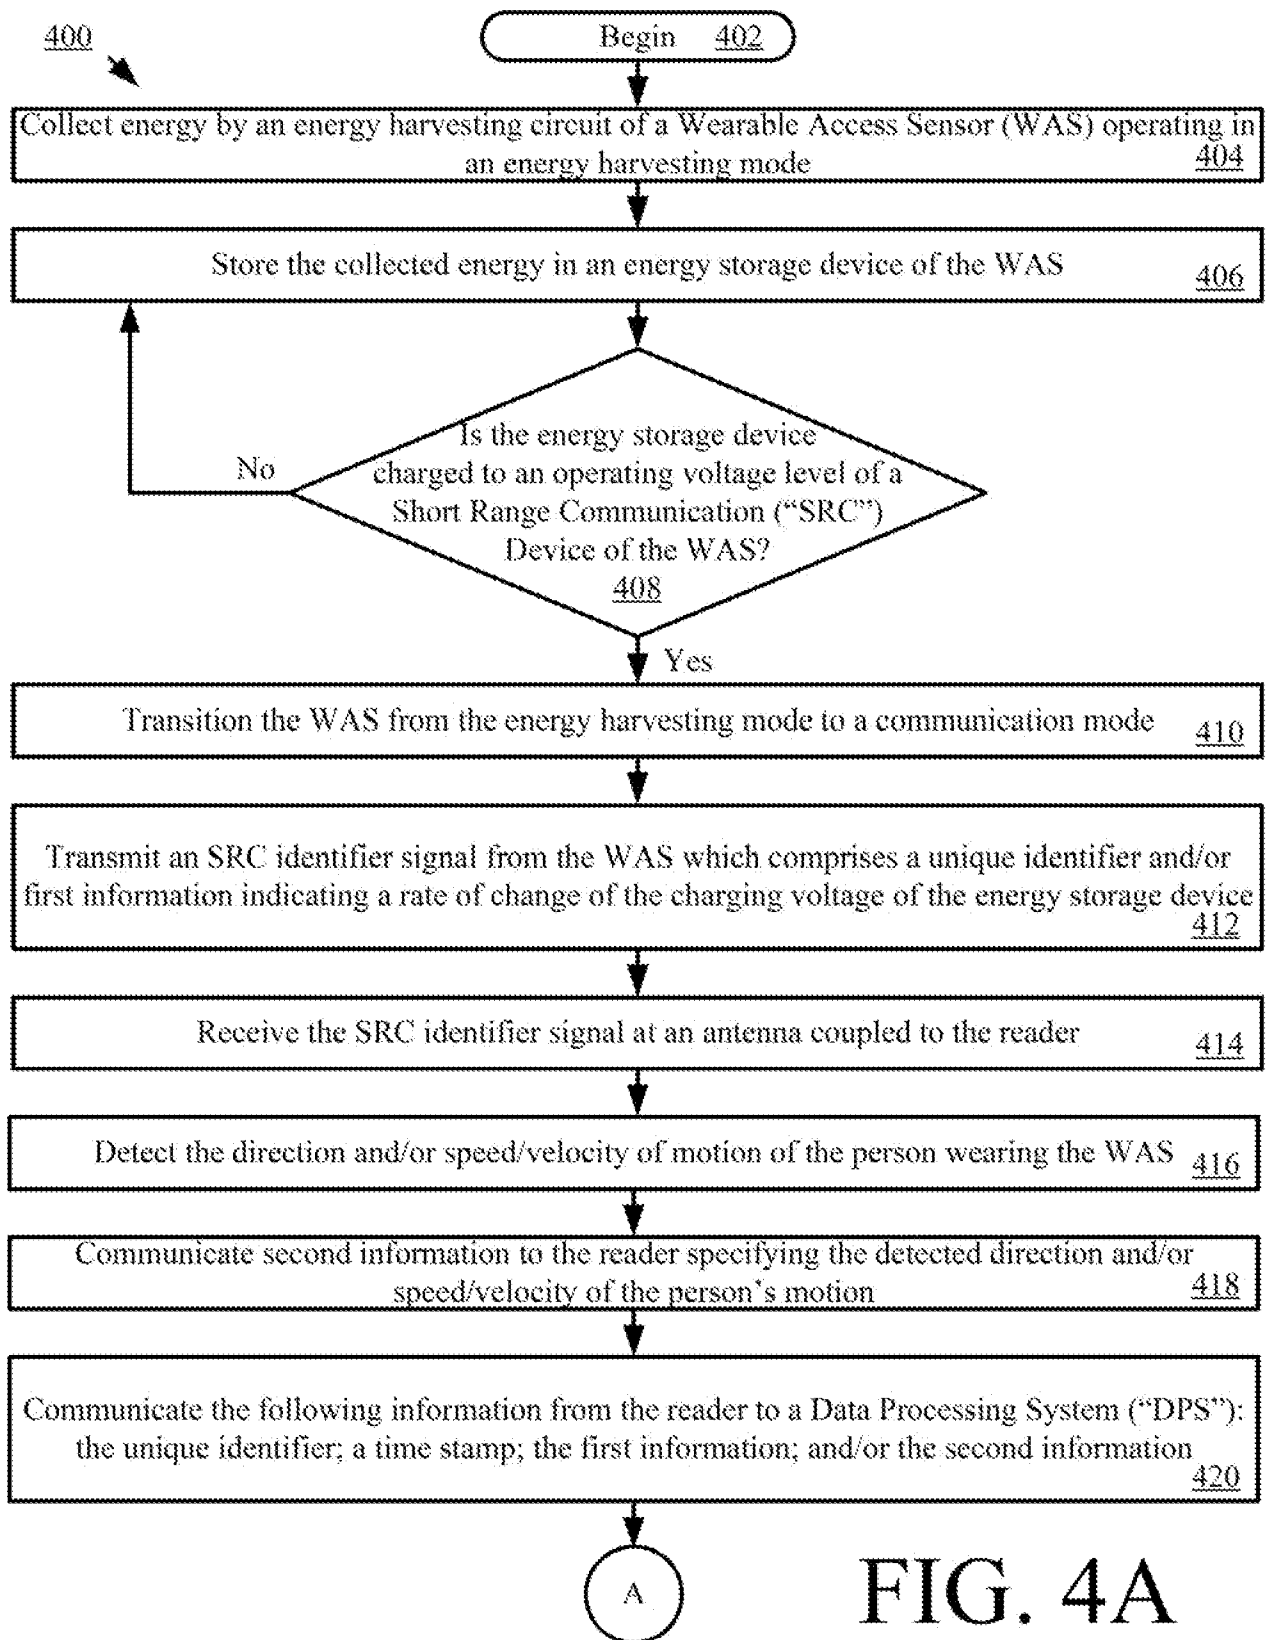 400
Begin 402
Collect energy by an energy harvesting circuit of a Wearable Access Sensor (WAS) operating in
an energy harvesting mode 404
Store the collected energy in an energy storage device of the WAS 406
Is the energy storage device
charged to an operating voltage level of a
Short Range Communication (“SRC”)
Device of the WAS?
408
No
Yes
Transition the WAS from the energy harvesting mode to a communication mode 410
Transmit an SRC identifier signal from the WAS which comprises a unique identifier and/or
first information indicating a rate of change of the charging voltage of the energy storage device
412
Receive the SRC identifier signal at an antenna coupled to the reader 414
Detect the direction and/or speed/velocity of motion of the person wearing the WAS 416
Communicate second information to the reader specifying the detected direction and/or
speed/velocity of the person’s motion 418
Communicate the following information from the reader to a Data Processing System (“DPS”):
the unique identifier; a time stamp; the first information; and/or the second information
420
A
FIG. 4A